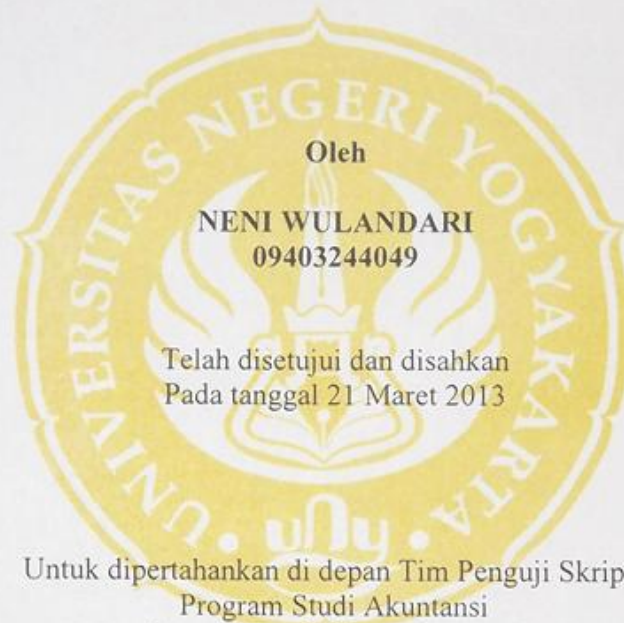 UNIVERSITAS NEGERI YOGYAKARTA
Oleh
NENI WULANDARI
09403244049
Telah disetujui dan disahkan
Pada tanggal 21 Maret 2013
uny
Untuk dipertahankan di depan Tim Penguji Skrip
Program Studi Akuntansi